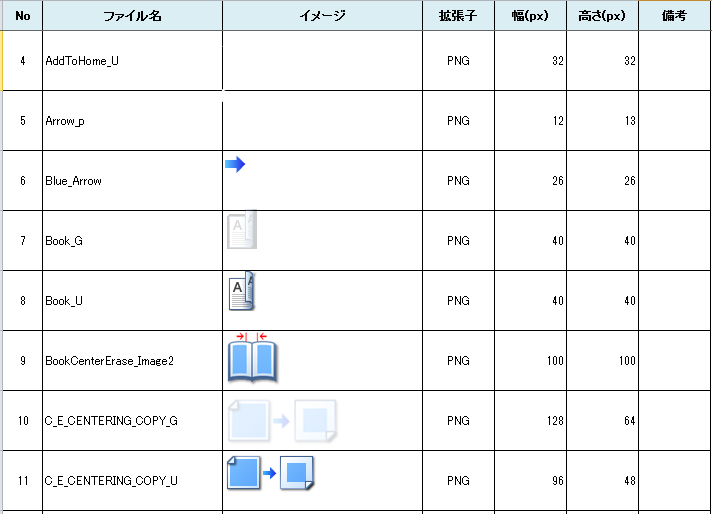 No ファイル名 イメージ 拡張子 幅(px) 高さ(px) 備考
4 AddToHome_U PNG 32 32
5 Arrow_p PNG 12 13
6 Blue_Arrow PNG 26 26
7 Book_G A PNG 40 40
8 Book_U A A PNG 40 40
9 BookCenterErase_Image2 PNG 100 100
10 C_E_CENTERING_COPY_G PNG 128 64
11 C_E_CENTERING_COPY_U PNG 96 48